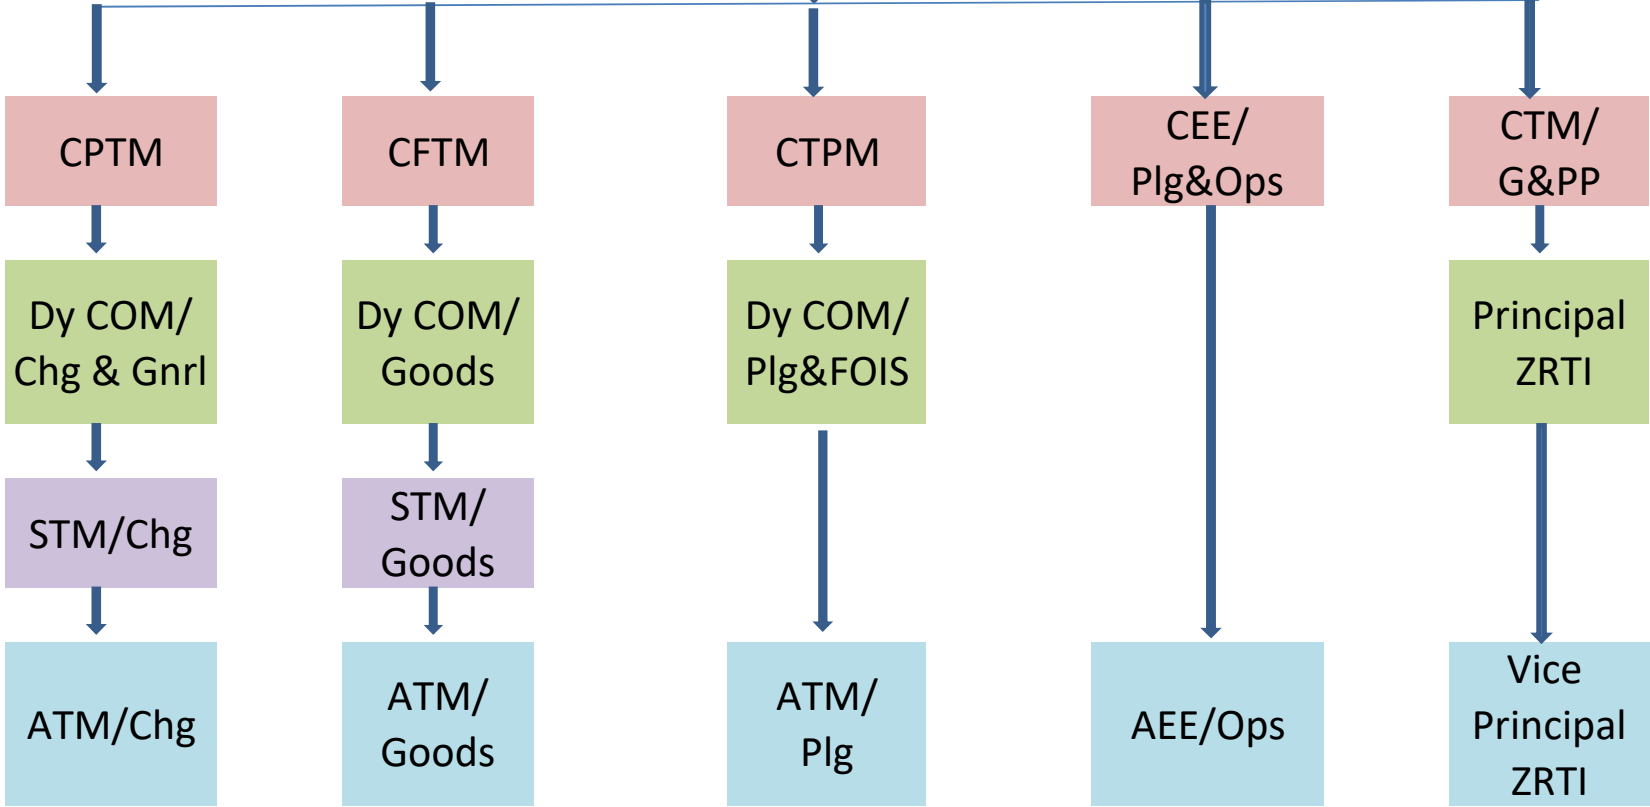 CPTM
CFTM
CTPM
CEE/
Plg&Ops
CTM/
G&PP
Dy COM/
Chg & Gnrl
Dy COM/
Goods
Dy COM/
Plg&FOIS
Principal
ZRTI
STM/Chg
STM/
Goods
ATM/Chg
ATM/
Goods
ATM/
Plg
AEE/Ops
Vice
Principal
ZRTI